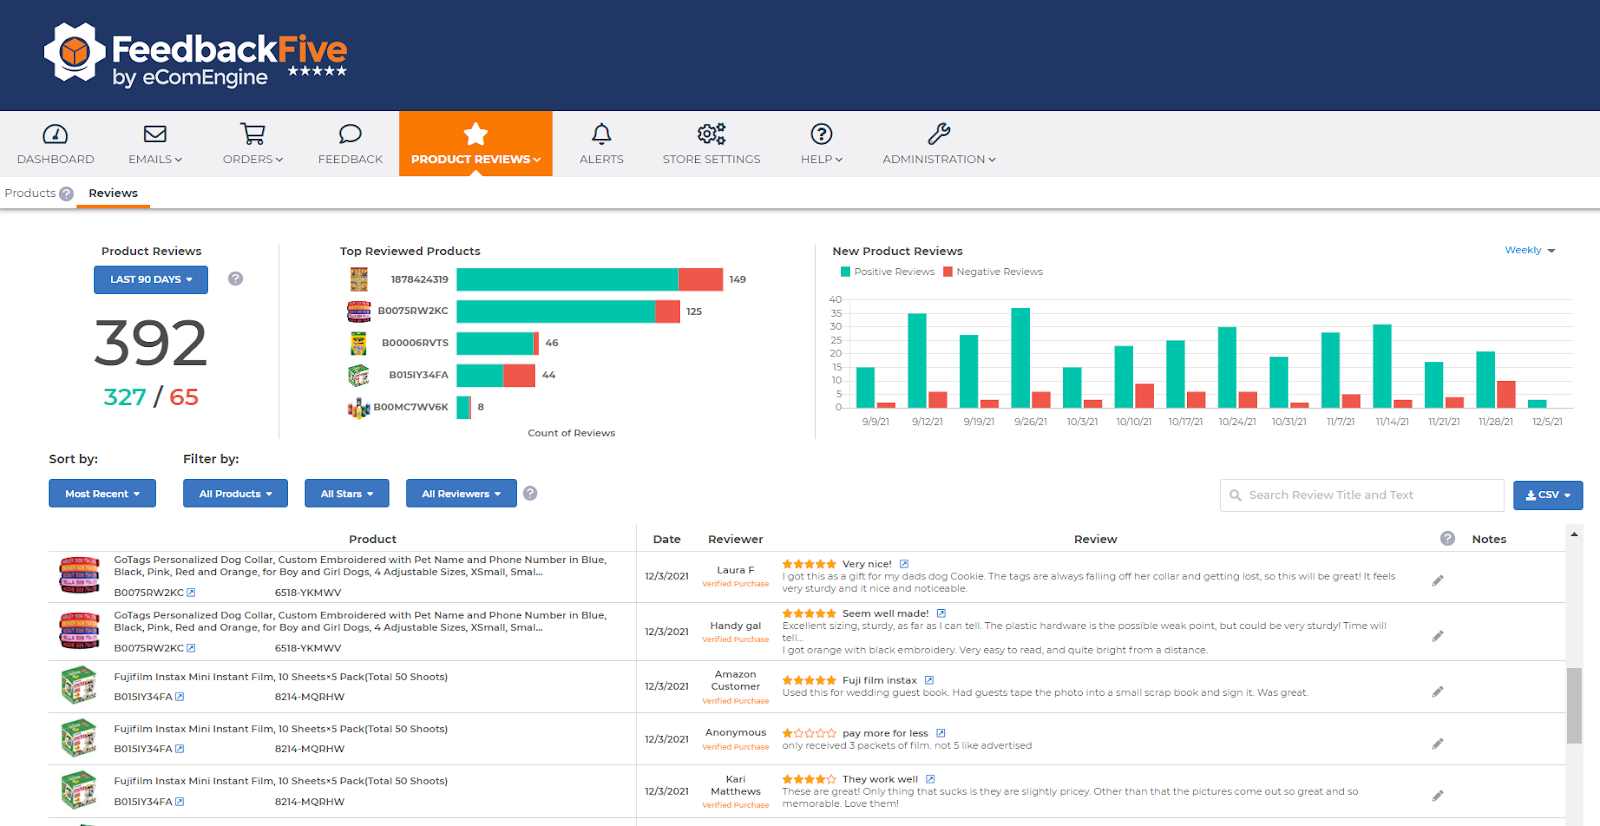 FeedbackFive
by eComEngine
DASHBOARD
EMAILS
ORDERS
FEEDBACK
PRODUCT REVIEWS
ALERTS
STORE SETTINGS
HELP
ADMINISTRATION
Products ?
Reviews
Product Reviews
LAST 90 DAYS
?
392
327 / 65
Top Reviewed Products
1878424319 149
B0075RW2KC 125
B00006RVTS 46
B015IY34FA 44
B00MC7WV6K 8
Count of Reviews
New Product Reviews
Weekly
Positive Reviews Negative Reviews
40
35
30
25
20
15
10
5
0
9/9/21 9/12/21 9/19/21 9/26/21 10/3/21 10/10/21 10/17/21 10/24/21 10/31/21 11/7/21 11/14/21 11/21/21 11/28/21 12/5/21
Sort by:
Filter by:
Most Recent
All Products
All Stars
All Reviewers
?
Search Review Title and Text
CSV
Product Date Reviewer Review ? Notes
GoTags Personalized Dog Collar, Custom Embroidered with Pet Name and Phone Number in Blue,
Black, Pink, Red and Orange, for Boy and Girl Dogs, 4 Adjustable Sizes, XSmall, Smal...
B0075RW2KC 6518-YKMWV
12/3/2021
Laura F
Verified Purchase
Very nice!
I got this as a gift for my dads dog Cookie. The tags are always falling off her collar and getting lost, so this will be great! It feels
very sturdy and it nice and noticeable.
GoTags Personalized Dog Collar, Custom Embroidered with Pet Name and Phone Number in Blue,
Black, Pink, Red and Orange, for Boy and Girl Dogs, 4 Adjustable Sizes, XSmall, Smal...
B0075RW2KC 6518-YKMWV
12/3/2021
Handy gal
Verified Purchase
Seem well made!
Excellent sizing, sturdy, as far as I can tell. The plastic hardware is the possible weak point, but could be very sturdy! Time will
tell...
I got orange with black embroidery. Very easy to read, and quite bright from a distance.
Fujifilm Instax Mini Instant Film, 10 Sheets×5 Pack(Total 50 Shoots)
B015IY34FA 8214-MQRHW
12/3/2021
Amazon
Customer
Verified Purchase
Fuji film instax
Used this for wedding guest book. Had guests tape the photo into a small scrap book and sign it. Was great.
Fujifilm Instax Mini Instant Film, 10 Sheets×5 Pack(Total 50 Shoots)
B015IY34FA 8214-MQRHW
12/3/2021
Anonymous
Verified Purchase
pay more for less
only received 3 packets of film. not 5 like advertised
Fujifilm Instax Mini Instant Film, 10 Sheets×5 Pack(Total 50 Shoots)
B015IY34FA 8214-MQRHW
12/3/2021
Kari
Matthews
Verified Purchase
They work well
These are great! Only thing that sucks is they are slightly pricey. Other than that the pictures come out so great and so
memorable. Love them!